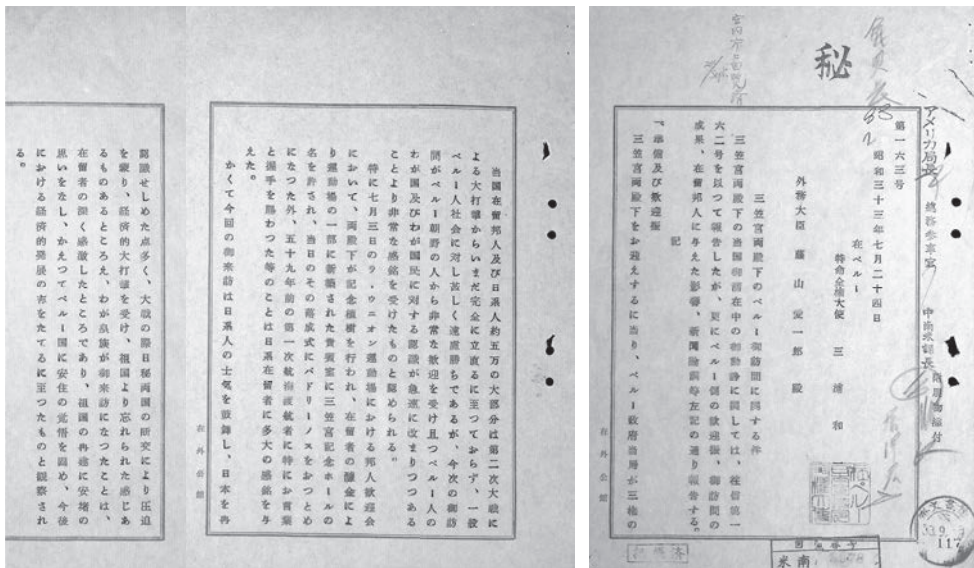 秘
アメリカ局長
総務参事官
中南米課長
第一六三号
昭和三十三年七月二十四日
在ペルー
特命全権大使 三浦和
外務大臣 藤山愛一郎 殿
三笠宮両殿下のペルー御訪問に関する件
三笠宮両殿下の当国御滞在中の御動静に関しては、往信第一
六二号を以つて報告したが、更にペルー側の歓迎振、御訪問の
成果、在留邦人に与えた影響、新聞論調等左記の通り報告する。
記
一、準備及び歓迎振
三笠宮両殿下をお迎えするに当り、ペルー政府当局が三権の
在外公館
当国在留邦人及び日系人約五万の大部分は第二次大戦に
よる大打撃からいまだ完全に立直るに至つておらず、一般
ペルー人社会に対し甚しく遠慮勝ちであるが、今次の御訪
問がペルー朝野の人から非常な歓迎を受け且つペルー人の
わが国及びわが国民に対する認識が急速に改まりつつある
ことより非常な感銘を受けたものと認められる。
特に七月三日のラ・ウニオン運動場における邦人歓迎会
において、両殿下が記念植樹を行われ、在留者の醵金によ
り運動場の一部に新築された貴賓室に三笠宮記念ホールの
名を許され、当日のその落成式にパドリーノスをおつとめ
になつた外、五十九年前の第一次航海渡航者に特にお言葉
と握手を賜わつた等のことは日系在留者に多大の感銘を与
えた。
かくて今回の御来訪は日系人の士気を鼓舞し、日本を再
在外公館
認識せしめた点多く、大戦の際日秘両国の断交により圧迫
を蒙り、経済的大打撃を受け、祖国より忘れられた感じあ
るものあるところえ、わが皇族が御来訪になつたことは、
在留者の深く感激したところであり、祖国の再建に安堵の
思いをなし、かえつてペルー国に安住の覚悟を固め、今後
における経済的発展の布をたてるに至つたものと観察され
る。